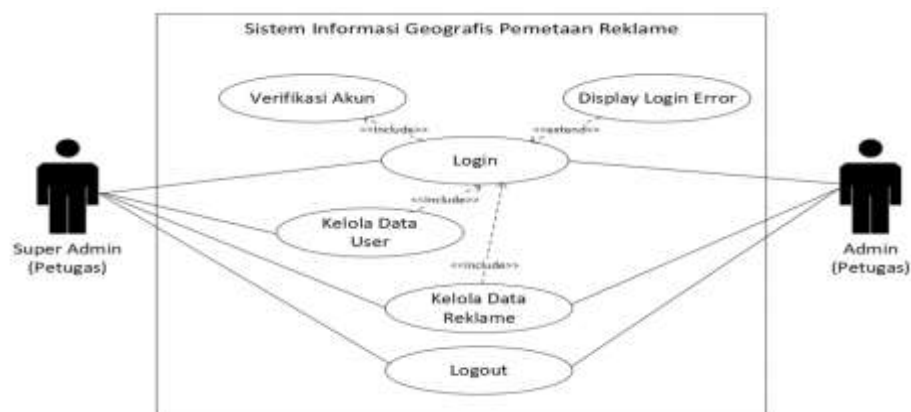 Sistem Informasi Geografis Pemetaan Reklame
Verifikasi Akun
Display Login Error
<<include>>
<<extend>>
Login
<<include>>
Kelola Data
User
Super Admin
(Petugas)
Admin
(Petugas)
<<include>>
Kelola Data
Reklame
Logout